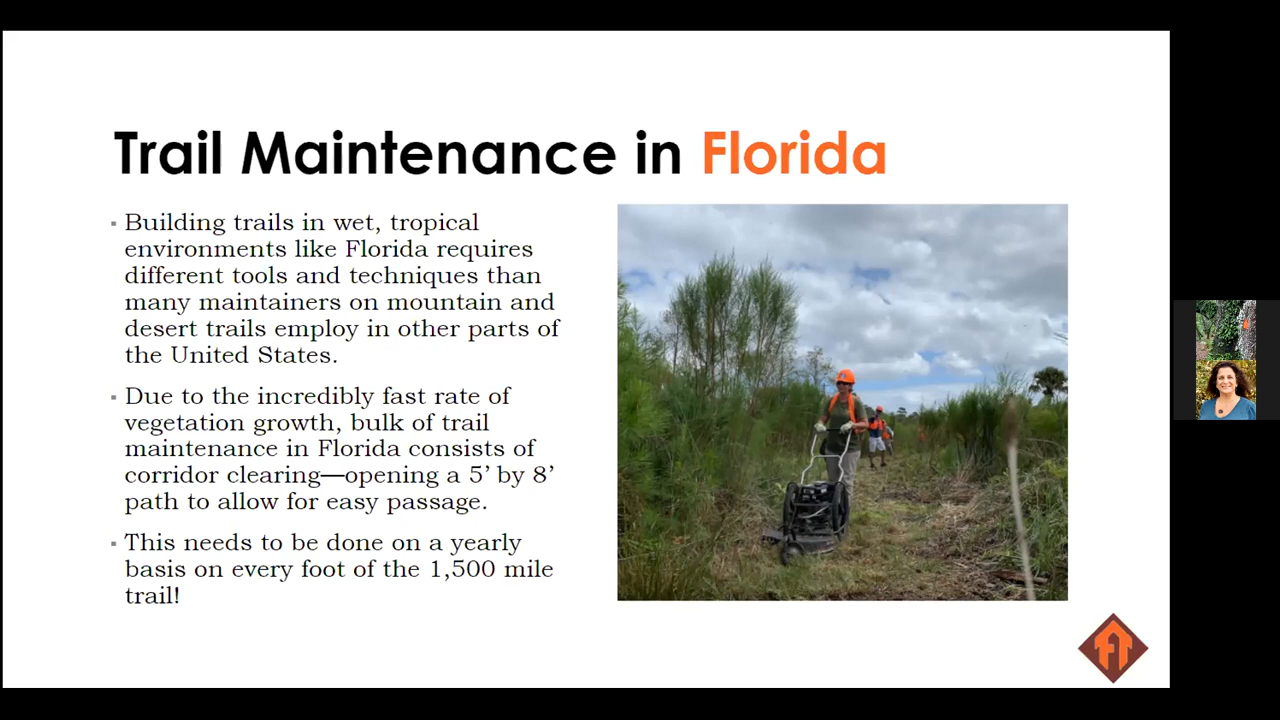 Trail Maintenance in Florida
▪ Building trails in wet, tropical
environments like Florida requires
different tools and techniques than
many maintainers on mountain and
desert trails employ in other parts of
the United States.
▪ Due to the incredibly fast rate of
vegetation growth, bulk of trail
maintenance in Florida consists of
corridor clearing—opening a 5’ by 8’
path to allow for easy passage.
▪ This needs to be done on a yearly
basis on every foot of the 1,500 mile
trail!
FT